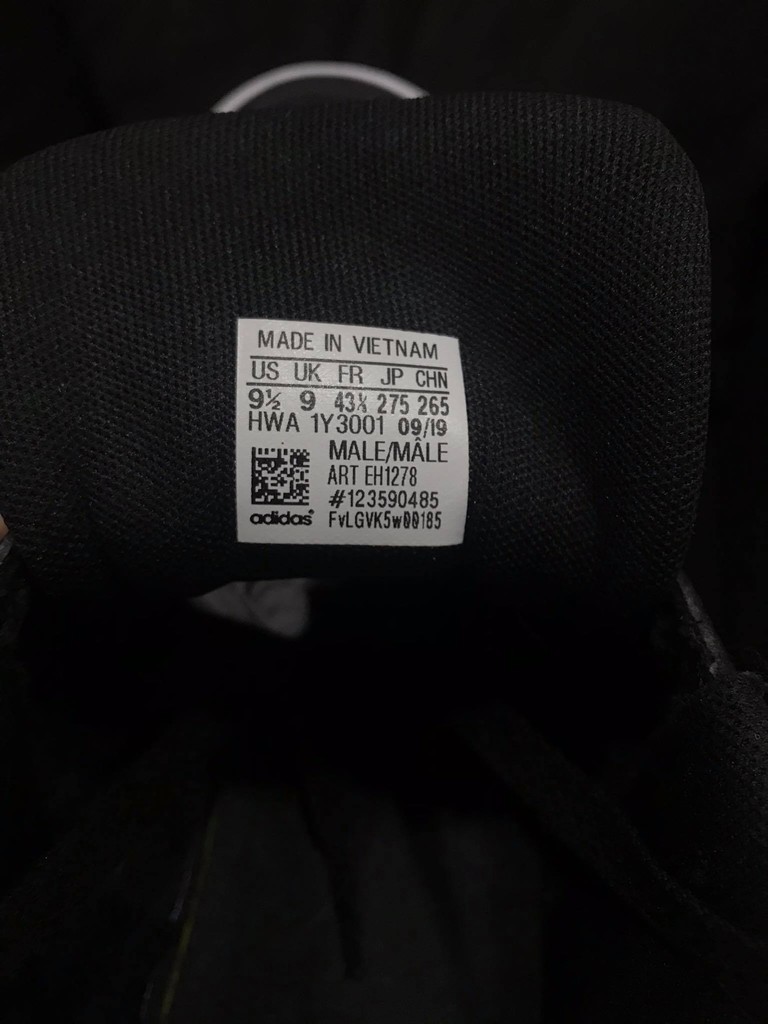 MADE IN VIETNAM
US UK FR JP CHN
9½ 9 43⅓ 275 265
HWA 1Y3001 09/19
MALE/MÂLE
ART EH1278
#123590485
adidas® FvLGVK5w00185